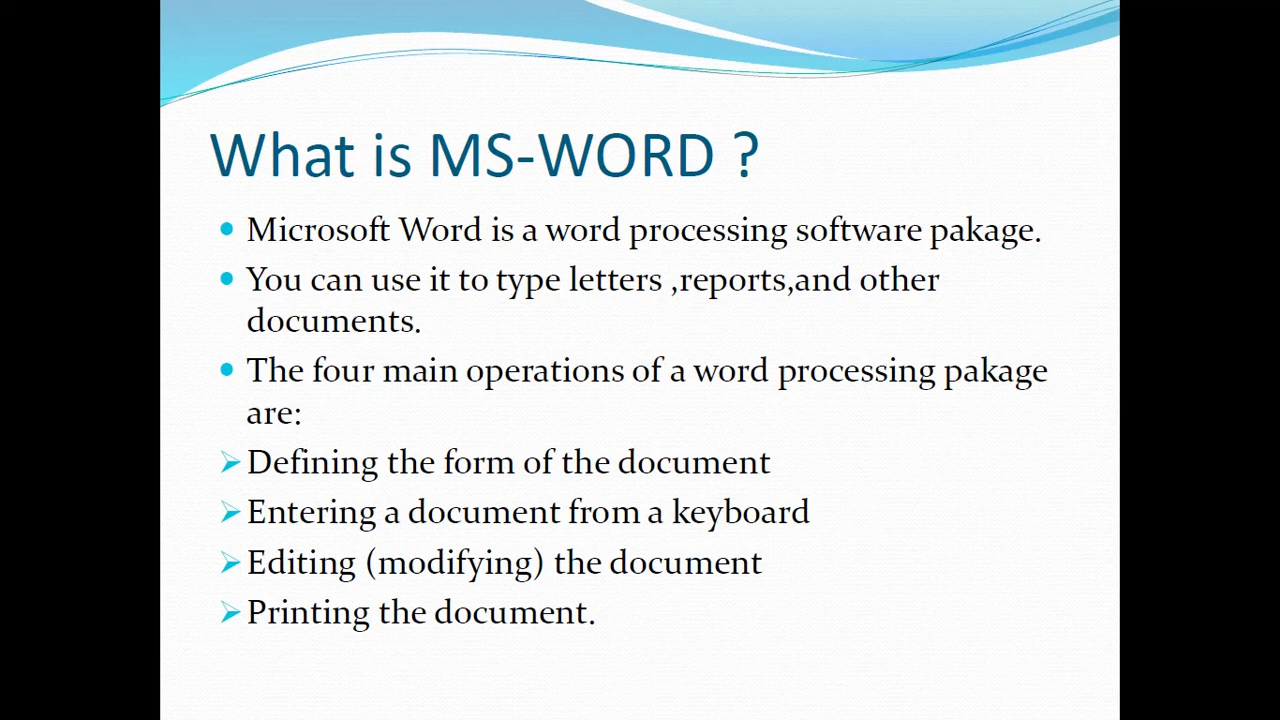 What is MS-WORD ?
Microsoft Word is a word processing software pakage.
You can use it to type letters ,reports,and other
documents.
The four main operations of a word processing pakage
are:
Defining the form of the document
Entering a document from a keyboard
Editing (modifying) the document
Printing the document.